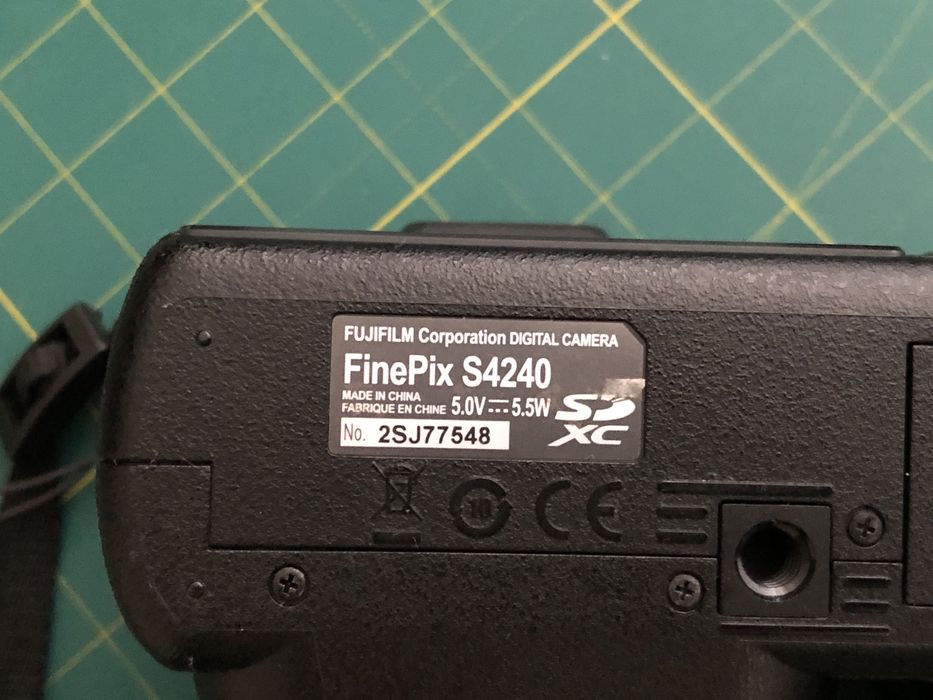 FUJIFILM Corporation DIGITAL CAMERA
FinePix S4240
MADE IN CHINA
FABRIQUE EN CHINE 5.0V⎓5.5W
SD
XC
No. 2SJ77548
10
CE